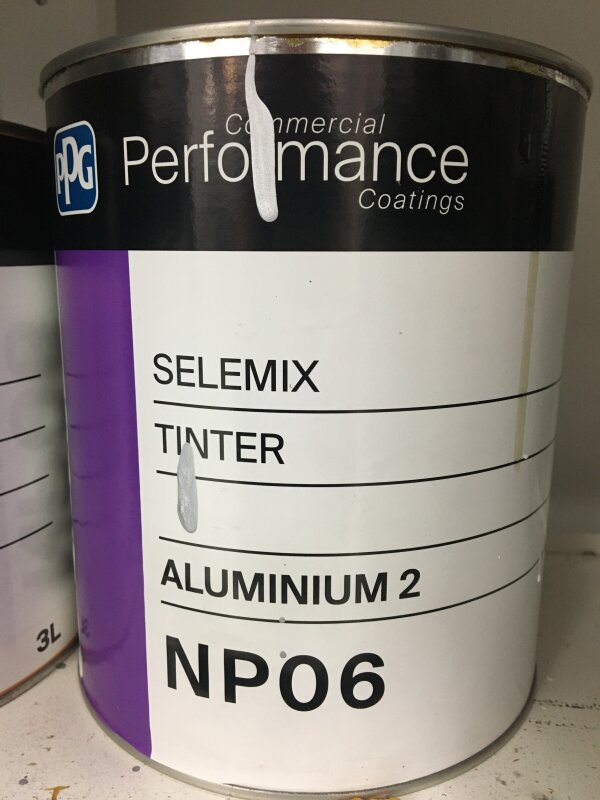 PPG
Commercial
Performance
Coatings
SELEMIX
TINTER
ALUMINIUM 2
NP06
3L